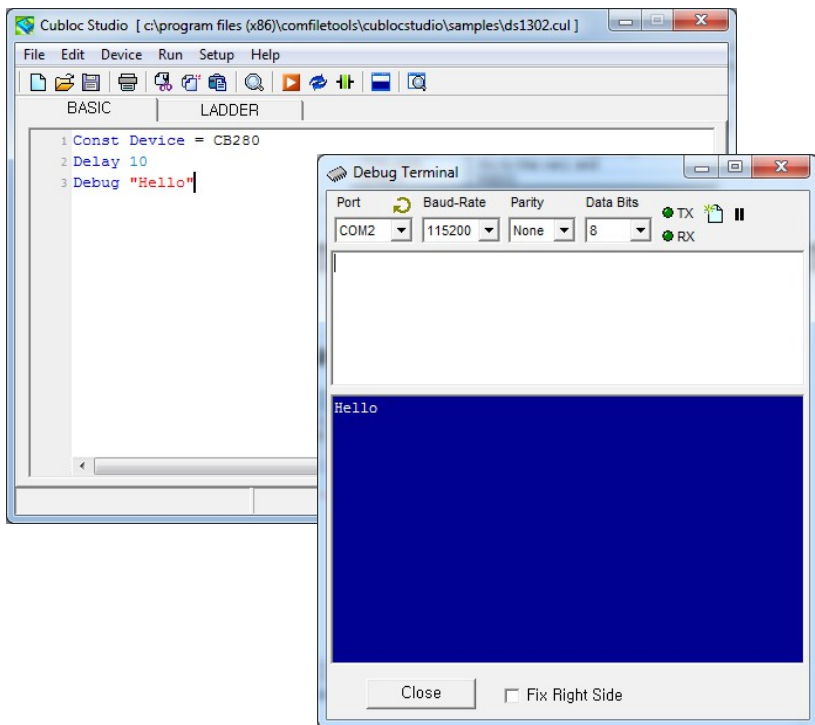 Cubloc Studio [ c:\program files (x86)\comfiletools\cublocstudio\samples\ds1302.cul ]
File Edit Device Run Setup Help
BASIC LADDER
1 Const Device = CB280
2 Delay 10
3 Debug "Hello"
Debug Terminal
Port Baud-Rate Parity Data Bits
TX
COM2 115200 None 8
RX
Hello
Close Fix Right Side